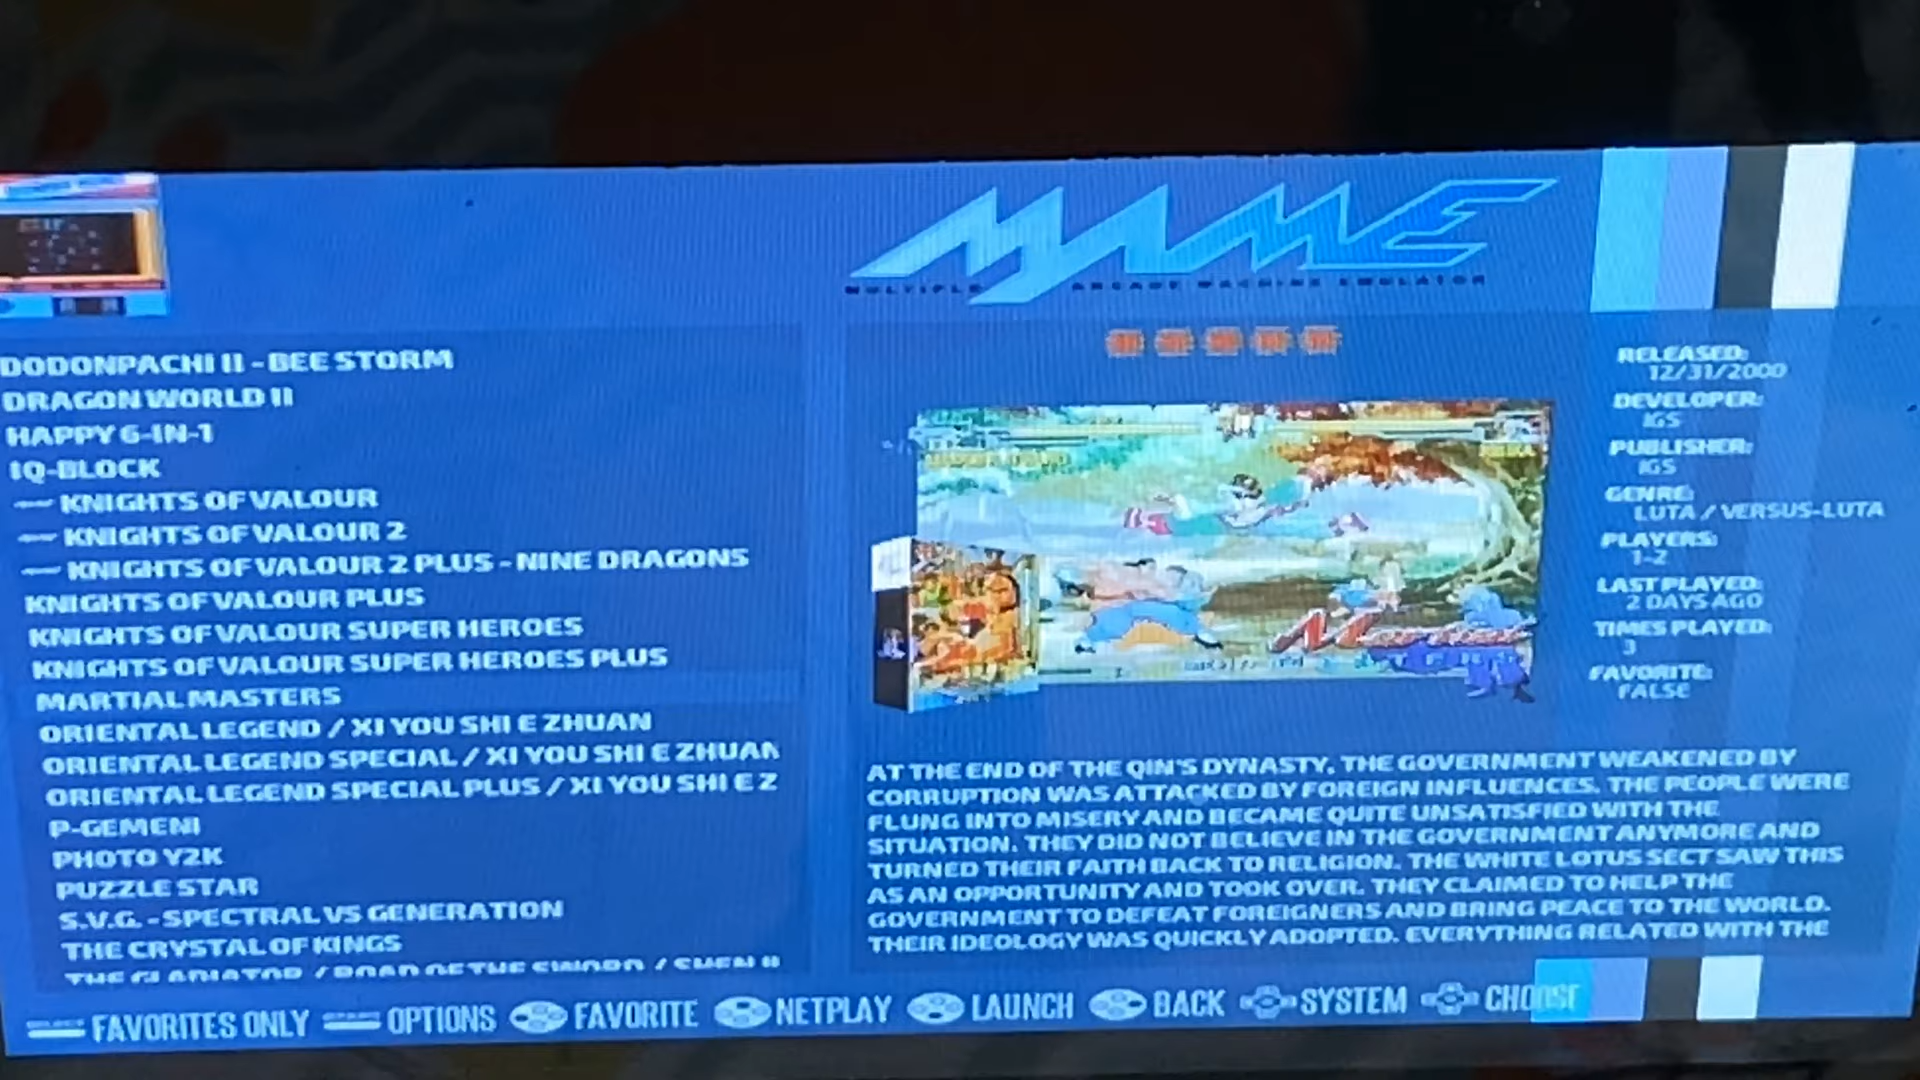 MAME
MULTIPLE ARCADE MACHINE EMULATOR
DODONPACHI II - BEE STORM
DRAGON WORLD II
HAPPY 6-IN-1
IQ-BLOCK
KNIGHTS OF VALOUR
KNIGHTS OF VALOUR 2
KNIGHTS OF VALOUR 2 PLUS - NINE DRAGONS
KNIGHTS OF VALOUR PLUS
KNIGHTS OF VALOUR SUPER HEROES
KNIGHTS OF VALOUR SUPER HEROES PLUS
MARTIAL MASTERS
ORIENTAL LEGEND / XI YOU SHI E ZHUAN
ORIENTAL LEGEND SPECIAL / XI YOU SHI E ZHUAN
ORIENTAL LEGEND SPECIAL PLUS / XI YOU SHI E Z
P-GEMENI
PHOTO Y2K
PUZZLE STAR
S.V.G. - SPECTRAL VS GENERATION
THE CRYSTAL OF KINGS
THE GLADIATOR / ROAD OF THE SWORD / SHEN
RELEASED:
12/31/2000
DEVELOPER:
IGS
PUBLISHER:
IGS
GENRE:
LUTA / VERSUS-LUTA
PLAYERS:
1-2
LAST PLAYED:
2 DAYS AGO
TIMES PLAYED:
3
FAVORITE:
FALSE
AT THE END OF THE QIN'S DYNASTY, THE GOVERNMENT WEAKENED BY
CORRUPTION WAS ATTACKED BY FOREIGN INFLUENCES. THE PEOPLE WERE
FLUNG INTO MISERY AND BECAME QUITE UNSATISFIED WITH THE
SITUATION. THEY DID NOT BELIEVE IN THE GOVERNMENT ANYMORE AND
TURNED THEIR FAITH BACK TO RELIGION. THE WHITE LOTUS SECT SAW THIS
AS AN OPPORTUNITY AND TOOK OVER. THEY CLAIMED TO HELP THE
GOVERNMENT TO DEFEAT FOREIGNERS AND BRING PEACE TO THE WORLD.
THEIR IDEOLOGY WAS QUICKLY ADOPTED. EVERYTHING RELATED WITH THE
FAVORITES ONLY OPTIONS FAVORITE NETPLAY LAUNCH BACK SYSTEM CHOOSE